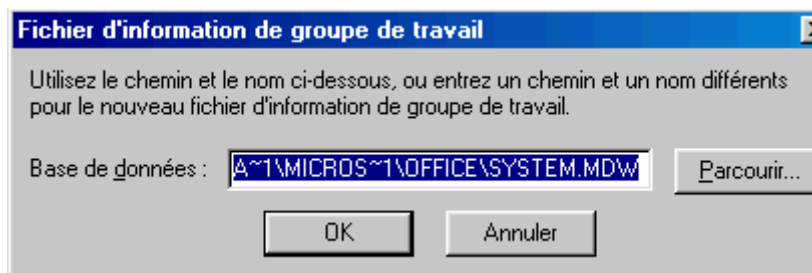 Fichier d'information de groupe de travail
Utilisez le chemin et le nom ci-dessous, ou entrez un chemin et un nom différents
pour le nouveau fichier d'information de groupe de travail.
Base de données : A~1\MICROS~1\OFFICE\SYSTEM.MDW Parcourir...
OK Annuler